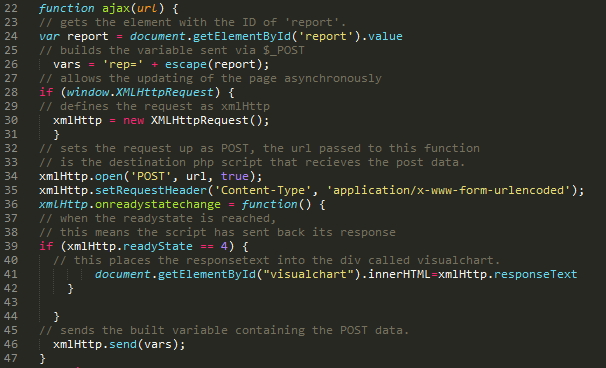 22 function ajax(url) {
23 // gets the element with the ID of 'report'.
24 var report = document.getElementById('report').value
25 // builds the variable sent via $_POST
26 vars = 'rep=' + escape(report);
27 // allows the updating of the page asynchronously
28 if (window.XMLHttpRequest) {
29 // defines the request as xmlHttp
30 xmlHttp = new XMLHttpRequest();
31 }
32 // sets the request up as POST, the url passed to this function
33 // is the destination php script that recieves the post data.
34 xmlHttp.open('POST', url, true);
35 xmlHttp.setRequestHeader('Content-Type', 'application/x-www-form-urlencoded');
36 xmlHttp.onreadystatechange = function() {
37 // when the readystate is reached,
38 // this means the script has sent back its response
39 if (xmlHttp.readyState == 4) {
40 // this places the responsetext into the div called visualchart.
41 document.getElementById("visualchart").innerHTML=xmlHttp.responseText
42 }
43
44 }
45 // sends the built variable containing the POST data.
46 xmlHttp.send(vars);
47 }